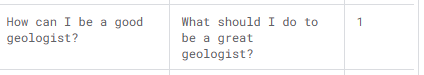 How can I be a good
geologist?
What should I do to
be a great
geologist?
1